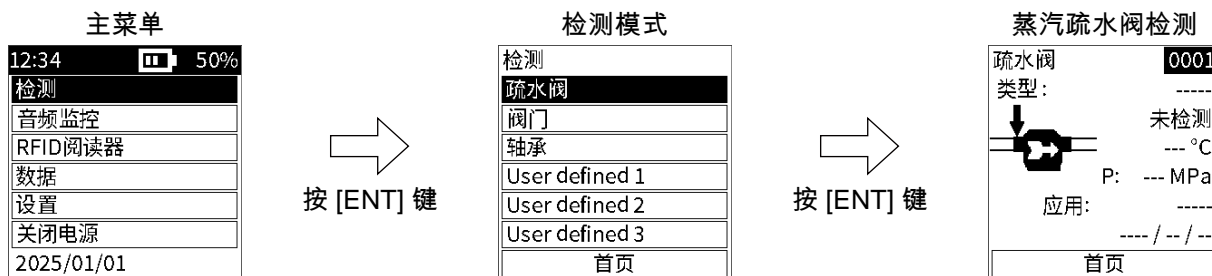 主菜单
12:34 50%
检测
音频监控
RFID阅读器
数据
设置
关闭电源
2025/01/01
按 [ENT] 键
检测模式
检测
疏水阀
阀门
轴承
User defined 1
User defined 2
User defined 3
首页
按 [ENT] 键
蒸汽疏水阀检测
疏水阀 0001
类型: -----
未检测
--- °C
P: --- MPa
应用: -----
---- / -- / --
首页